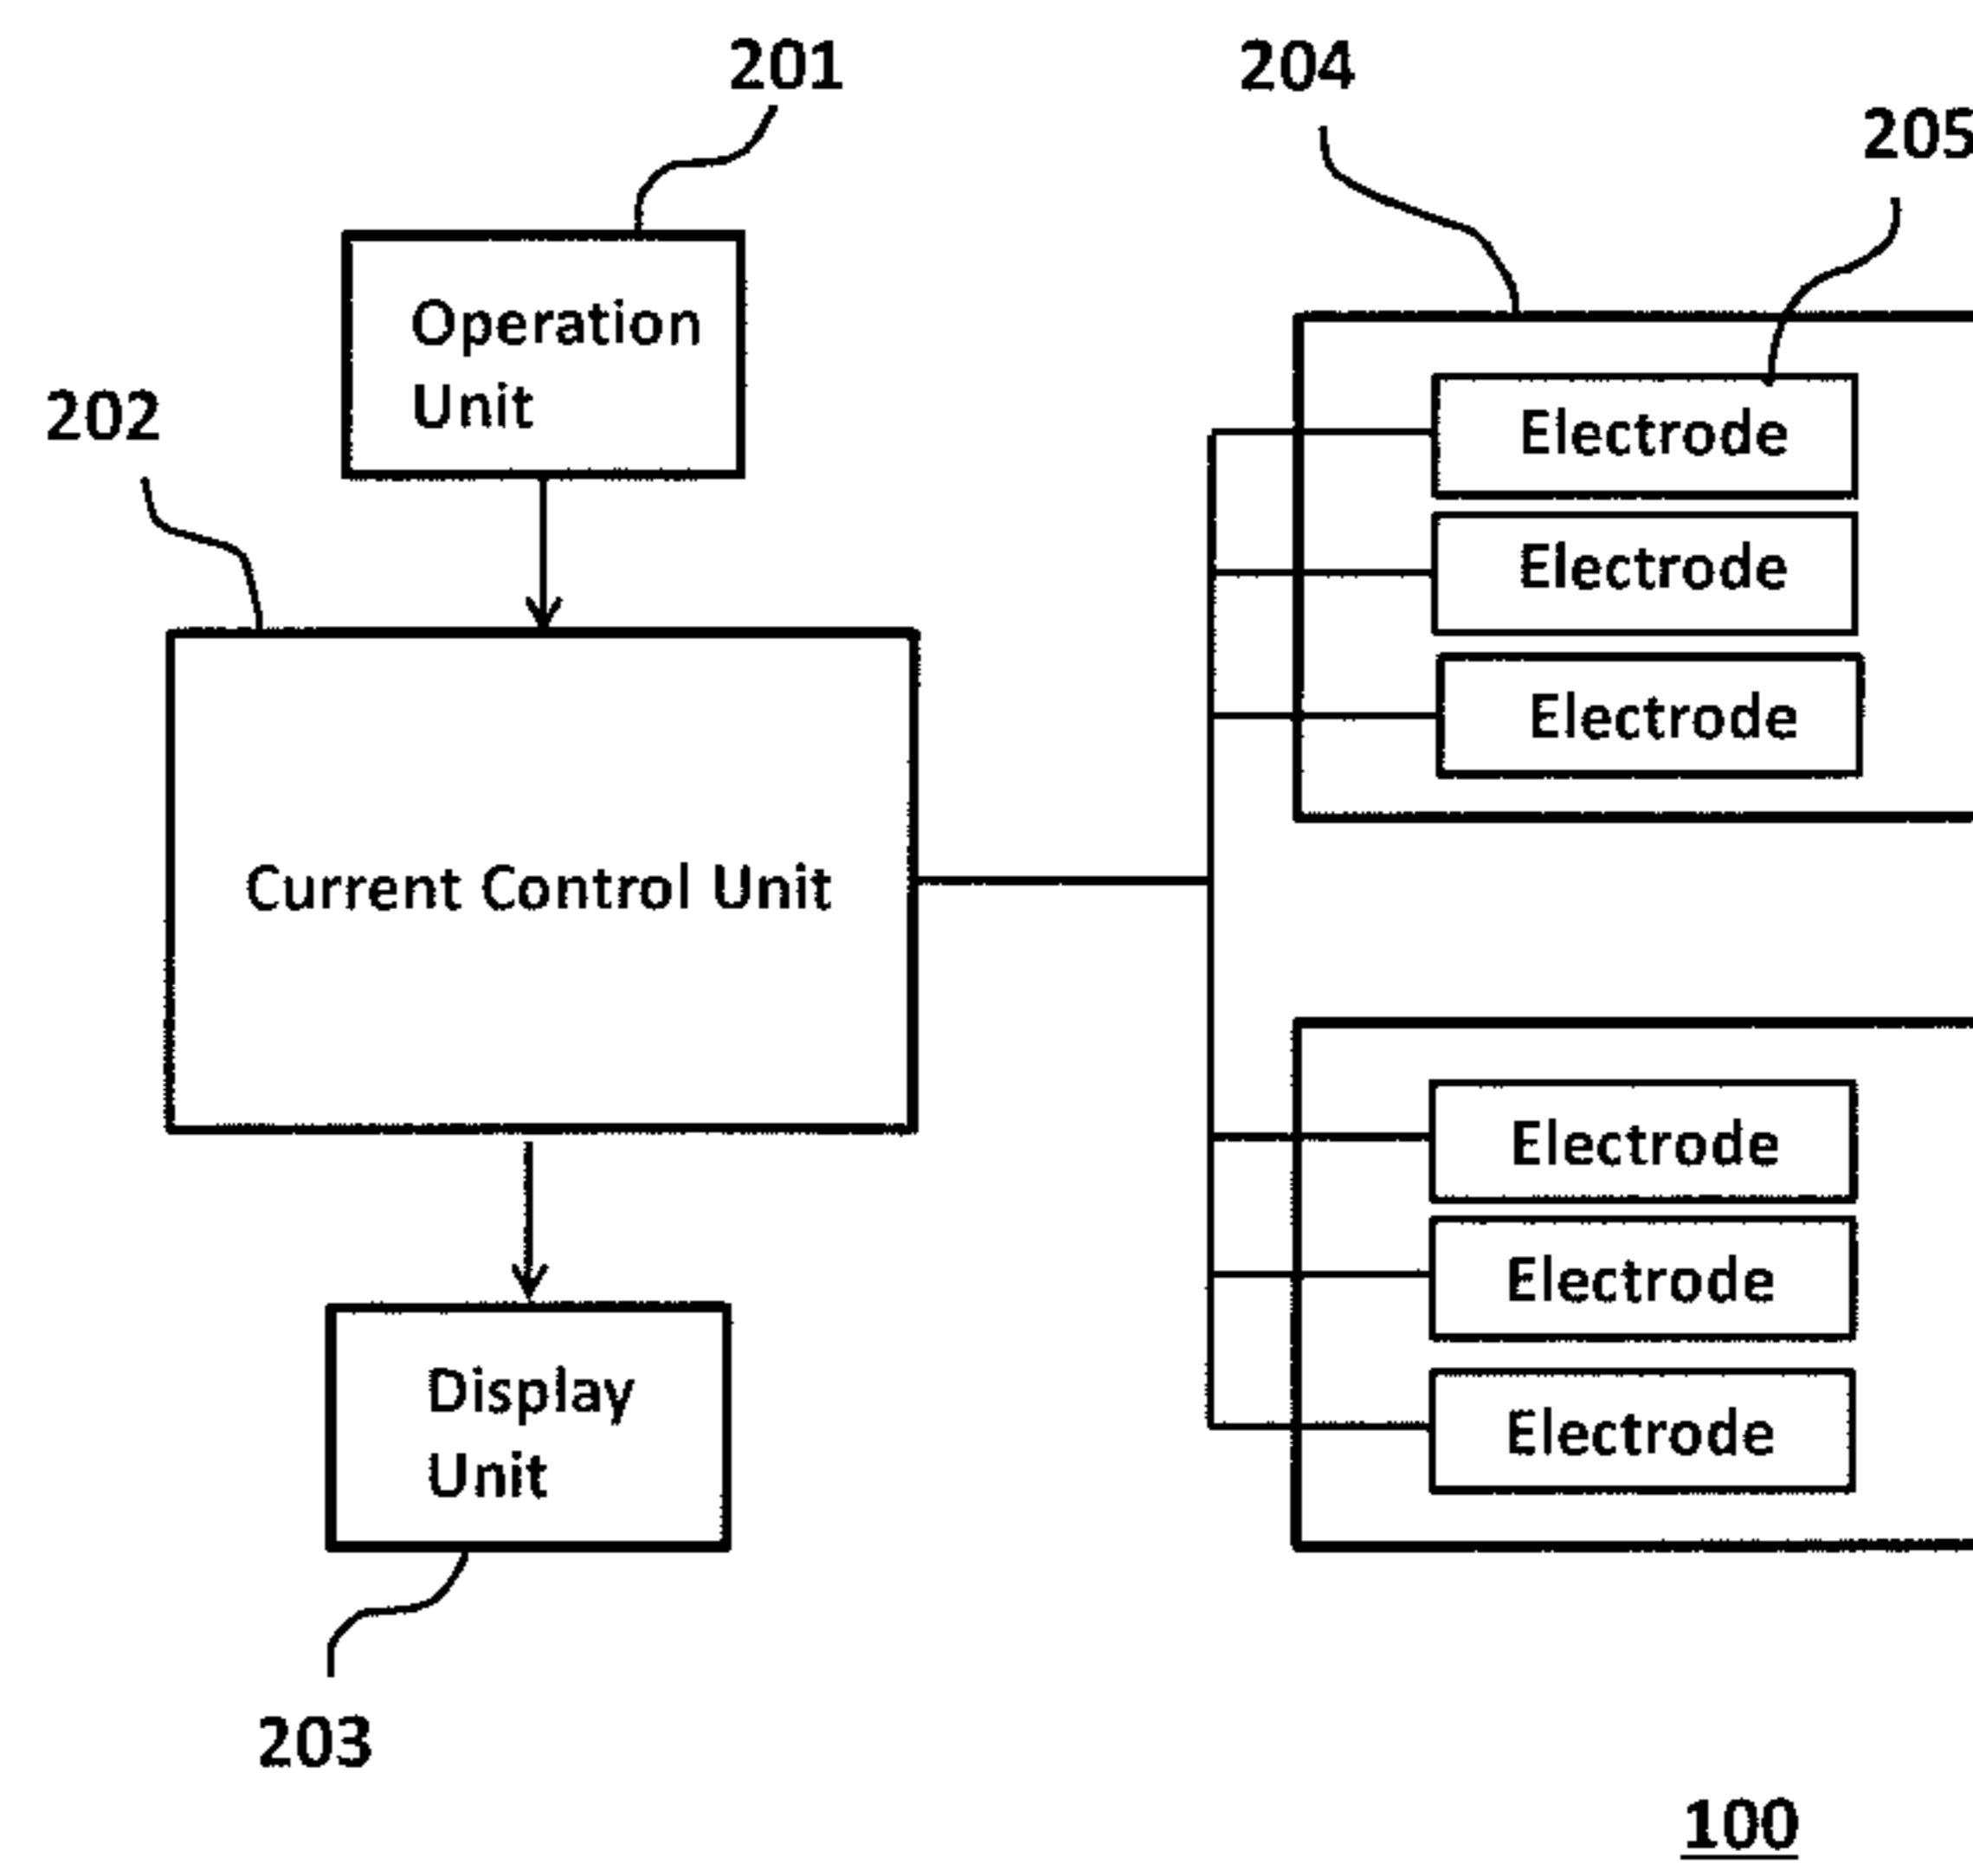 201
204
205
Operation
Unit
202
Electrode
Electrode
Electrode
Current Control Unit
Electrode
Electrode
Electrode
Display
Unit
203
100